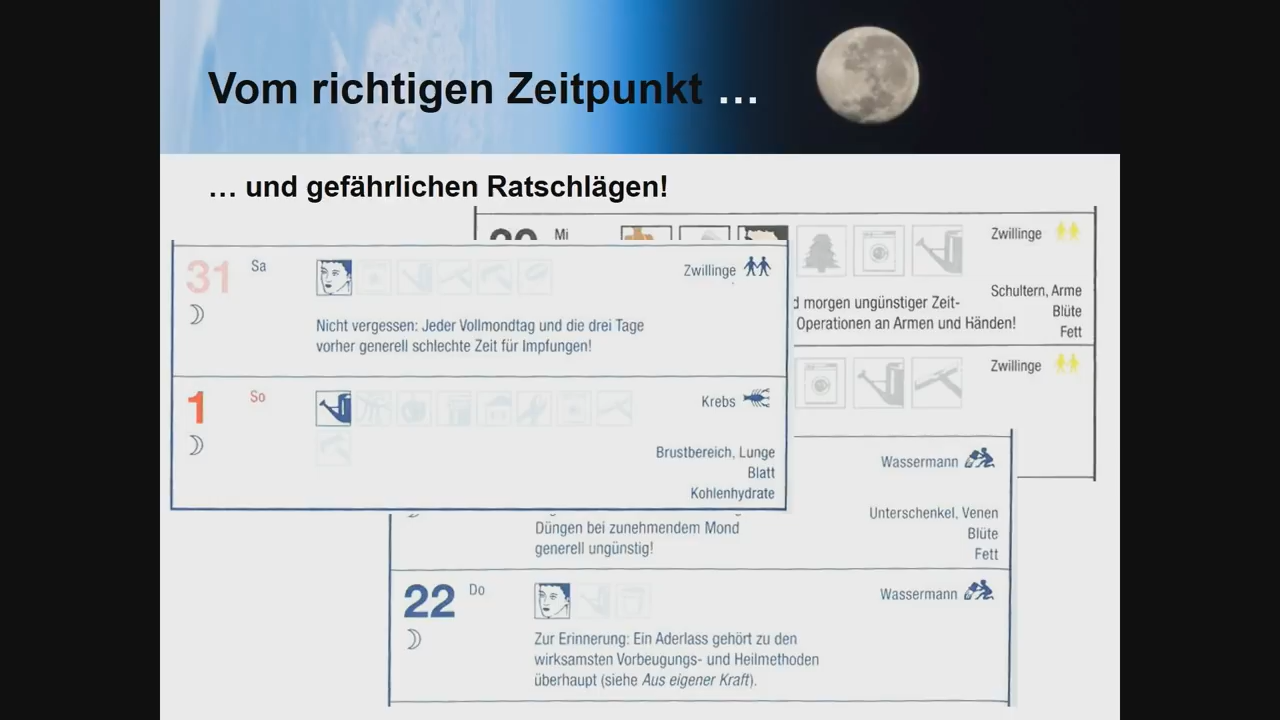 Vom richtigen Zeitpunkt …
… und gefährlichen Ratschlägen!
Mi
Zwillinge
Schultern, Arme
morgen ungünstiger Zeit-
Blüte
Operationen an Armen und Händen!
Fett
Zwillinge
31 Sa
Zwillinge
Nicht vergessen: Jeder Vollmondtag und die drei Tage
vorher generell schlechte Zeit für Impfungen!
1 So
Krebs
Brustbereich, Lunge
Blatt
Kohlenhydrate
Wassermann
Unterschenkel, Venen
Düngen bei zunehmendem Mond
Blüte
generell ungünstig!
Fett
22 Do
Wassermann
Zur Erinnerung: Ein Aderlass gehört zu den
wirksamsten Vorbeugungs- und Heilmethoden
überhaupt (siehe Aus eigener Kraft).